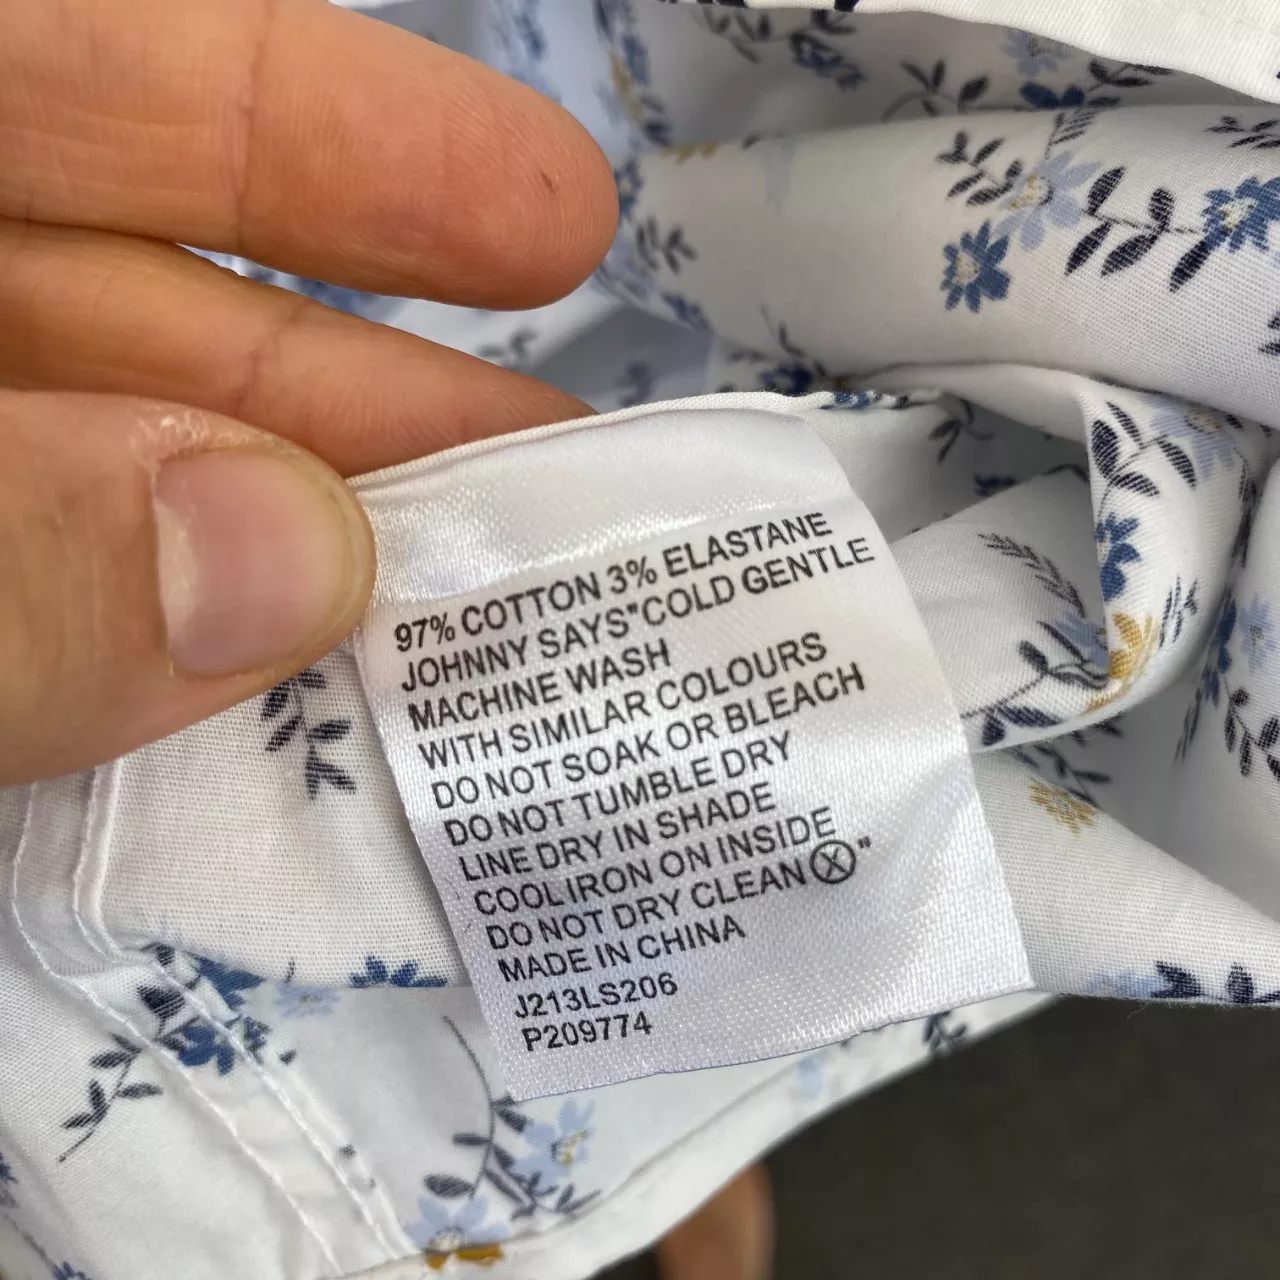 97% COTTON 3% ELASTANE
JOHNNY SAYS"COLD GENTLE
MACHINE WASH
WITH SIMILAR COLOURS
DO NOT SOAK OR BLEACH
DO NOT TUMBLE DRY
LINE DRY IN SHADE
COOL IRON ON INSIDE
DO NOT DRY CLEAN Ⓧ"
MADE IN CHINA
J213LS206
P209774